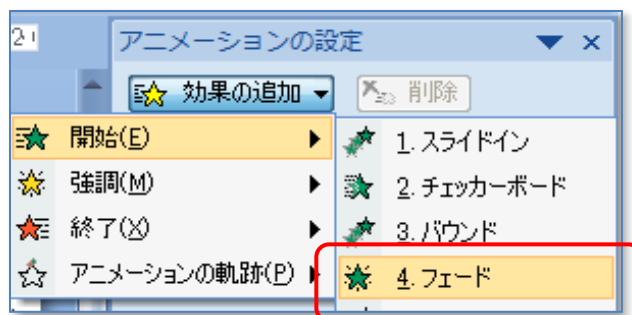 アニメーションの設定
効果の追加 削除
開始(E)
強調(M)
終了(X)
アニメーションの軌跡(P)
1. スライドイン
2. チェッカーボード
3. バウンド
4. フェード